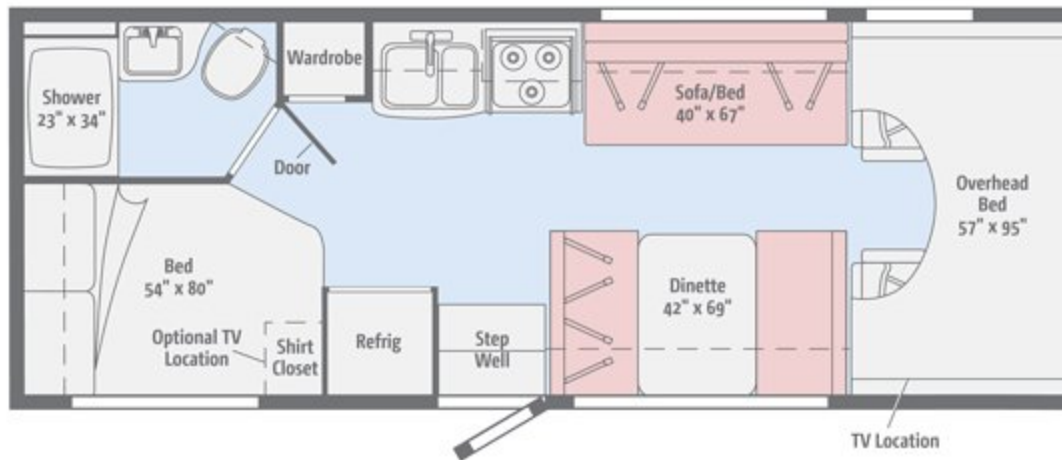 Shower
23" x 34"
Wardrobe
Door
Sofa/Bed
40" x 67"
Overhead
Bed
57" x 95"
Bed
54" x 80"
Optional TV
Location
Shirt
Closet
Refrig
Step
Well
Dinette
42" x 69"
TV Location